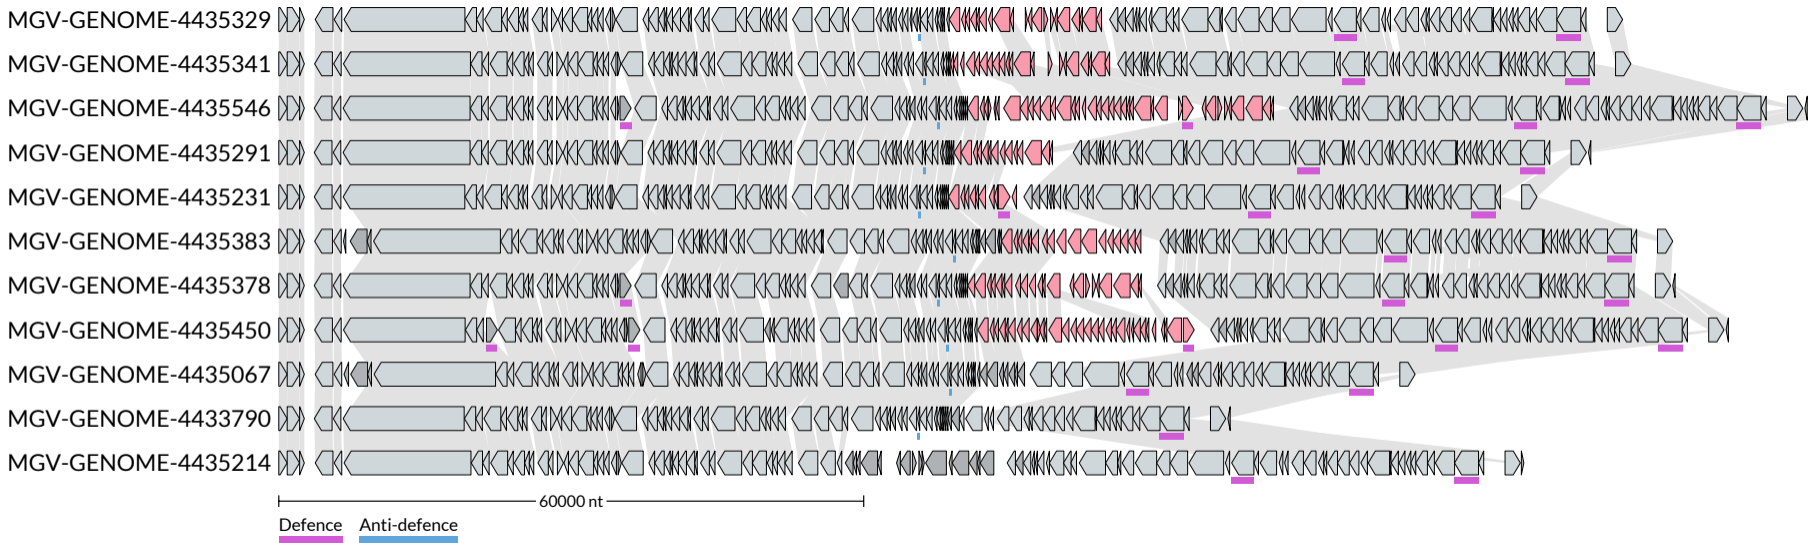 MGV-GENOME-4435329
MGV-GENOME-4435341
MGV-GENOME-4435546
MGV-GENOME-4435291
MGV-GENOME-4435231
MGV-GENOME-4435383
MGV-GENOME-4435378
MGV-GENOME-4435450
MGV-GENOME-4435067
MGV-GENOME-4433790
MGV-GENOME-4435214
60000 nt
Defence Anti-defence